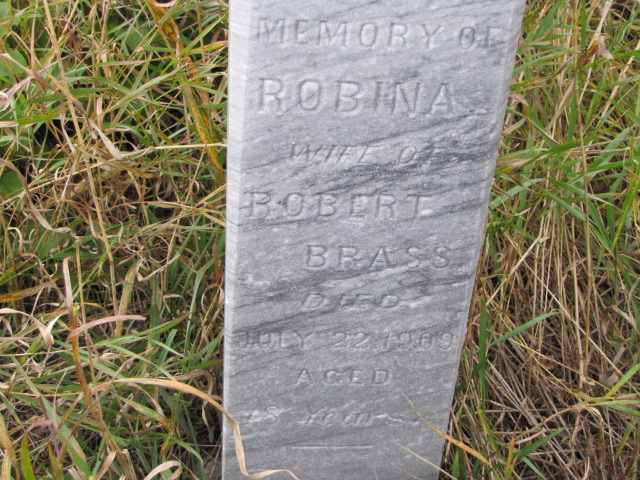 MEMORY OF
ROBINA
WIFE OF
ROBERT
BRASS
DIED
JULY 22, 1909
AGED
Years.